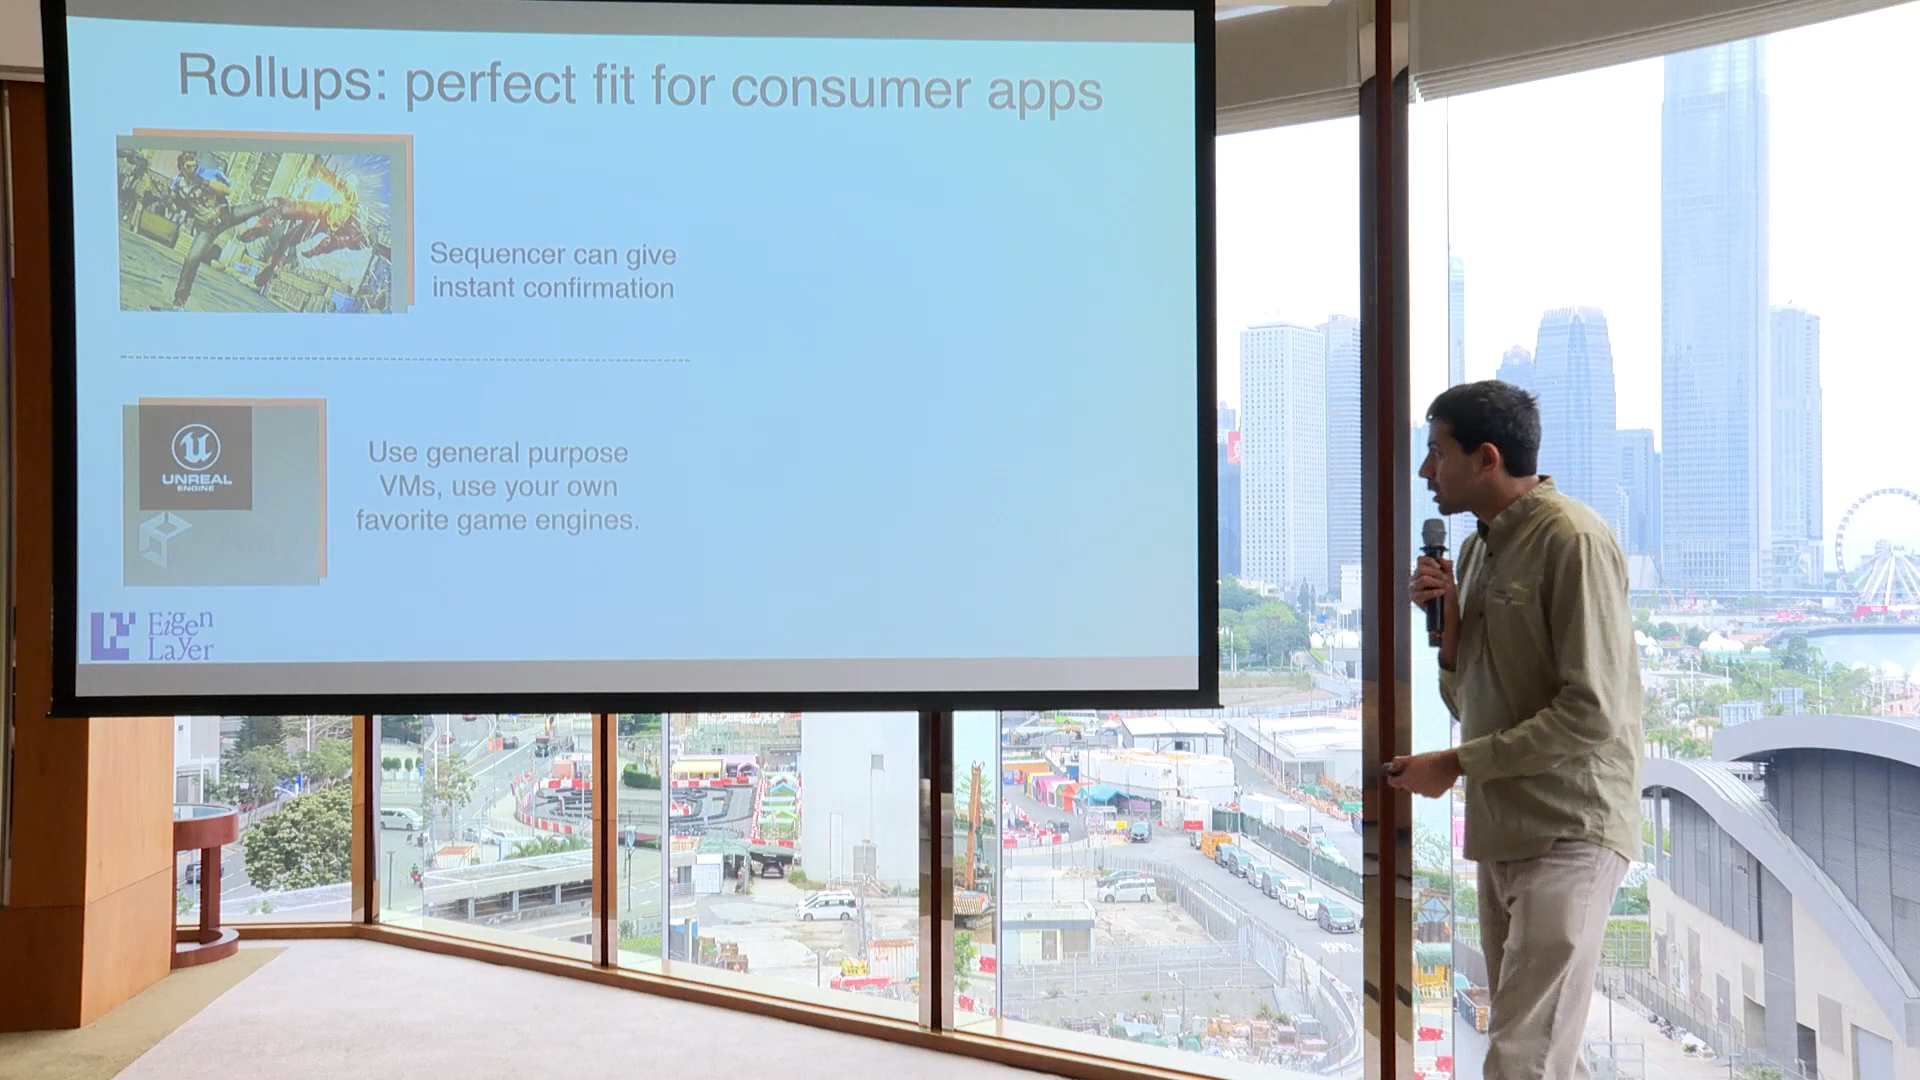 Rollups: perfect fit for consumer apps
Sequencer can give
instant confirmation
UNREAL
ENGINE
Use general purpose
VMs, use your own
favorite game engines.
Eigen
Layer